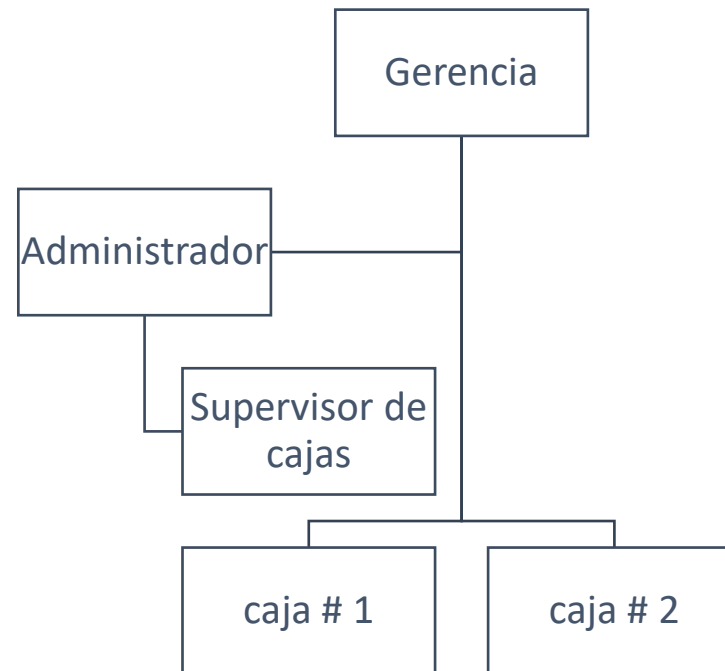 Gerencia
Administrador
Supervisor de
cajas
caja # 1
caja # 2